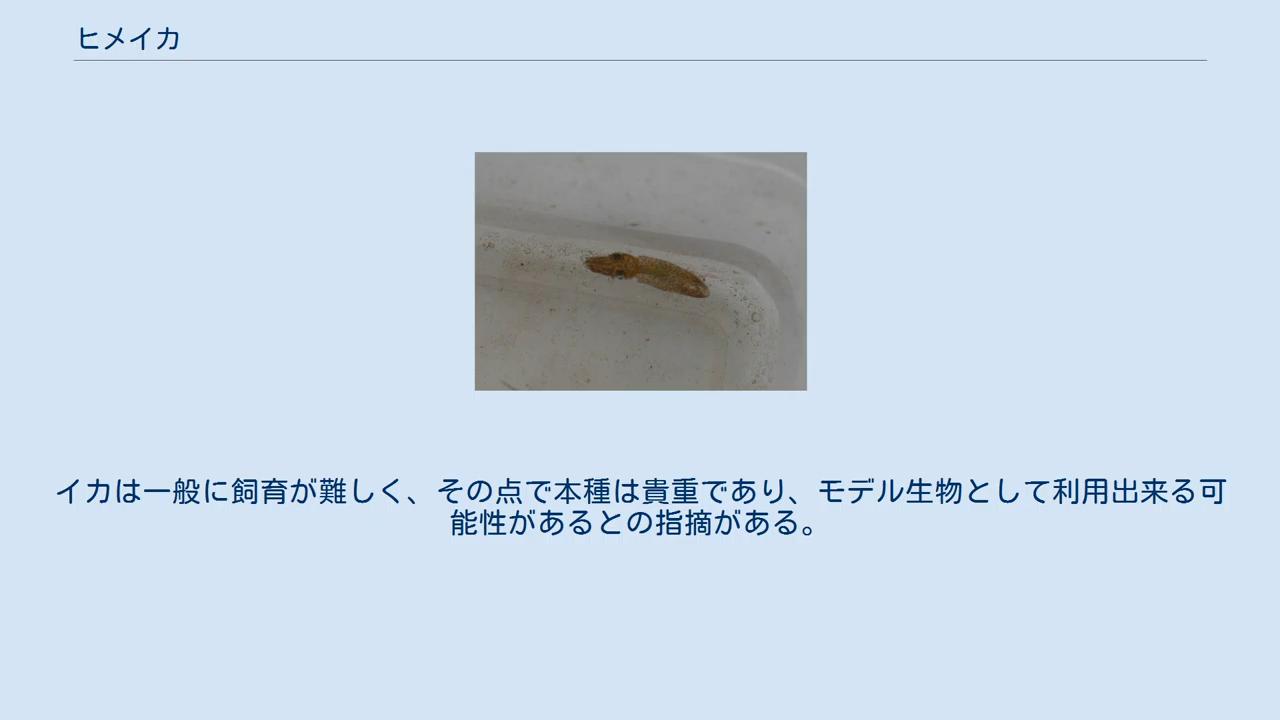 ヒメイカ
イカは一般に飼育が難しく、その点で本種は貴重であり、モデル生物として利用出来る可
能性があるとの指摘がある。